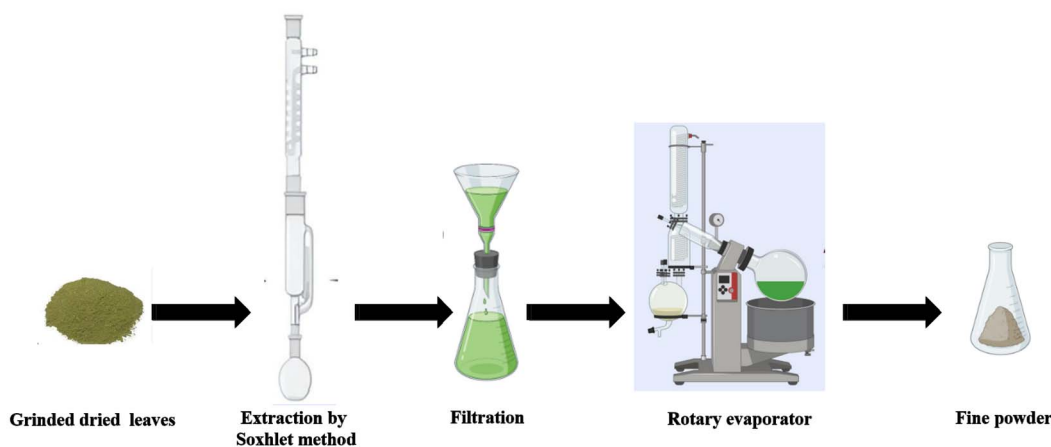 Grinded dried leaves
Extraction by
Soxhlet method
Filtration
Rotary evaporator
Fine powder